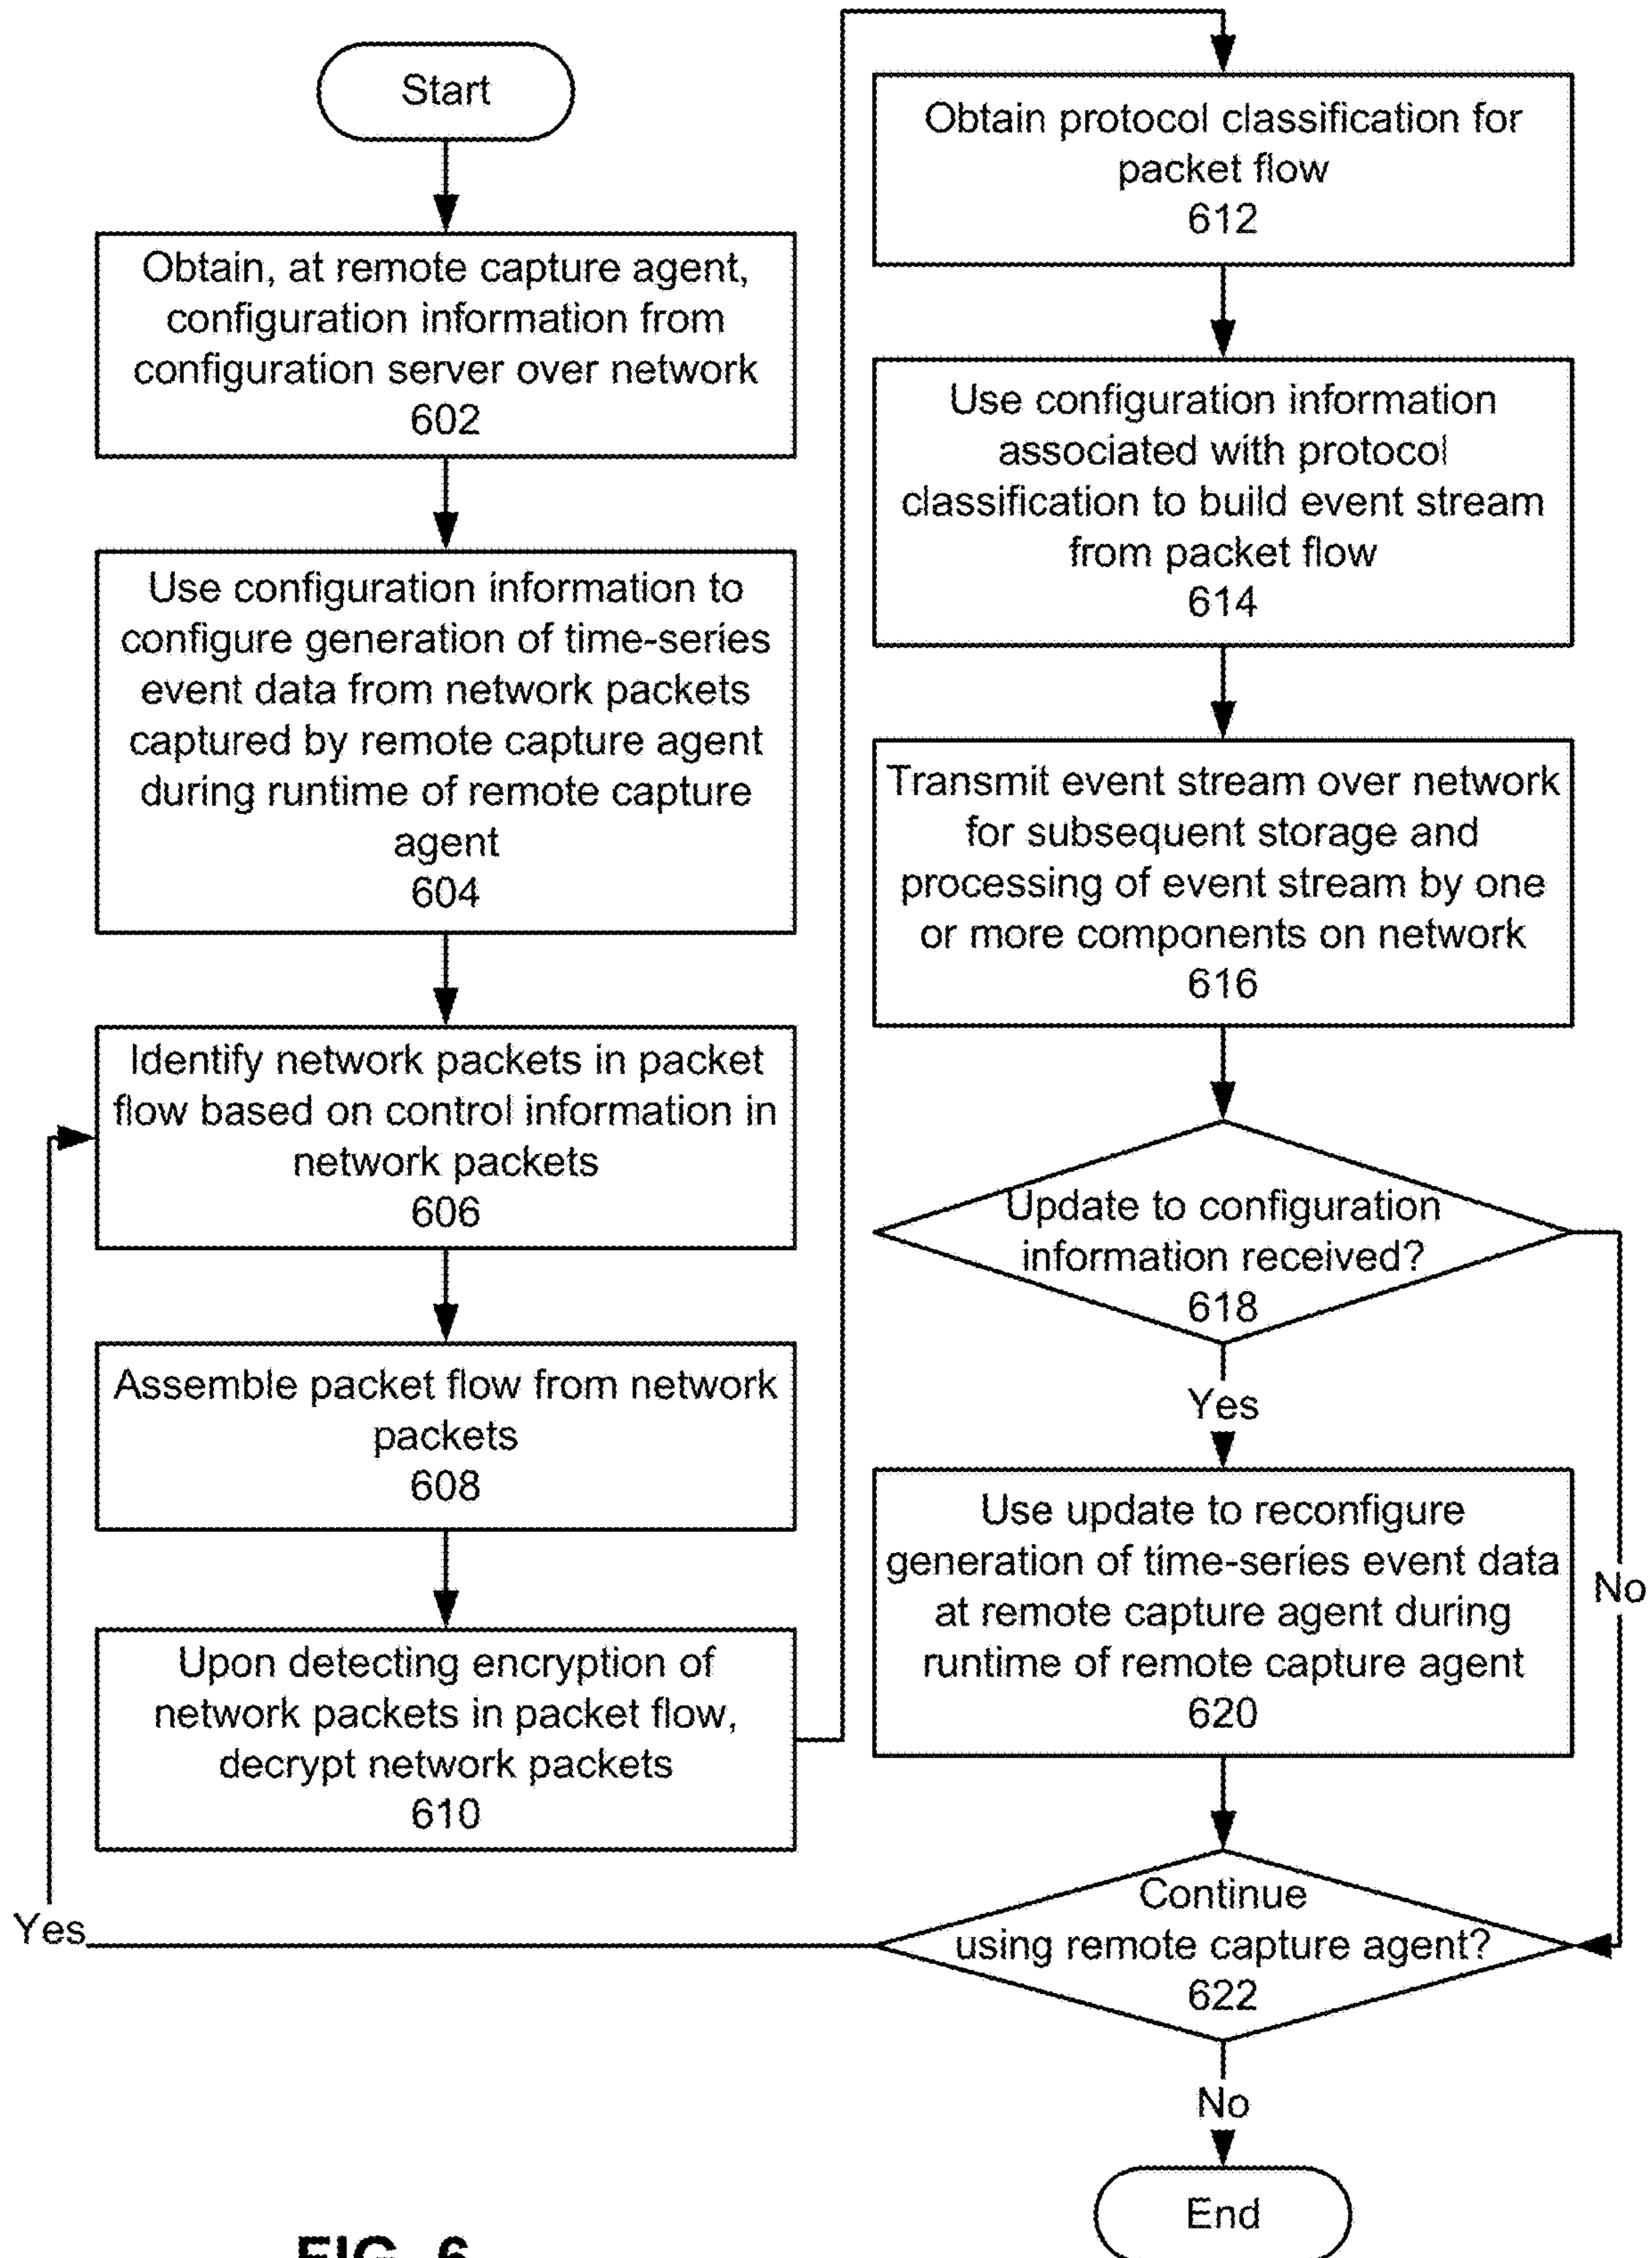 Start
Obtain, at remote capture agent,
configuration information from
configuration server over network
602
Use configuration information to
configure generation of time-series
event data from network packets
captured by remote capture agent
during runtime of remote capture
agent
604
Identify network packets in packet
flow based on control information in
network packets
606
Assemble packet flow from network
packets
608
Upon detecting encryption of
network packets in packet flow,
decrypt network packets
610
Obtain protocol classification for
packet flow
612
Use configuration information
associated with protocol
classification to build event stream
from packet flow
614
Transmit event stream over network
for subsequent storage and
processing of event stream by one
or more components on network
616
Update to configuration
information received?
618
Yes
No
Use update to reconfigure
generation of time-series event data
at remote capture agent during
runtime of remote capture agent
620
Continue
using remote capture agent?
622
Yes
No
End
FIG. 6